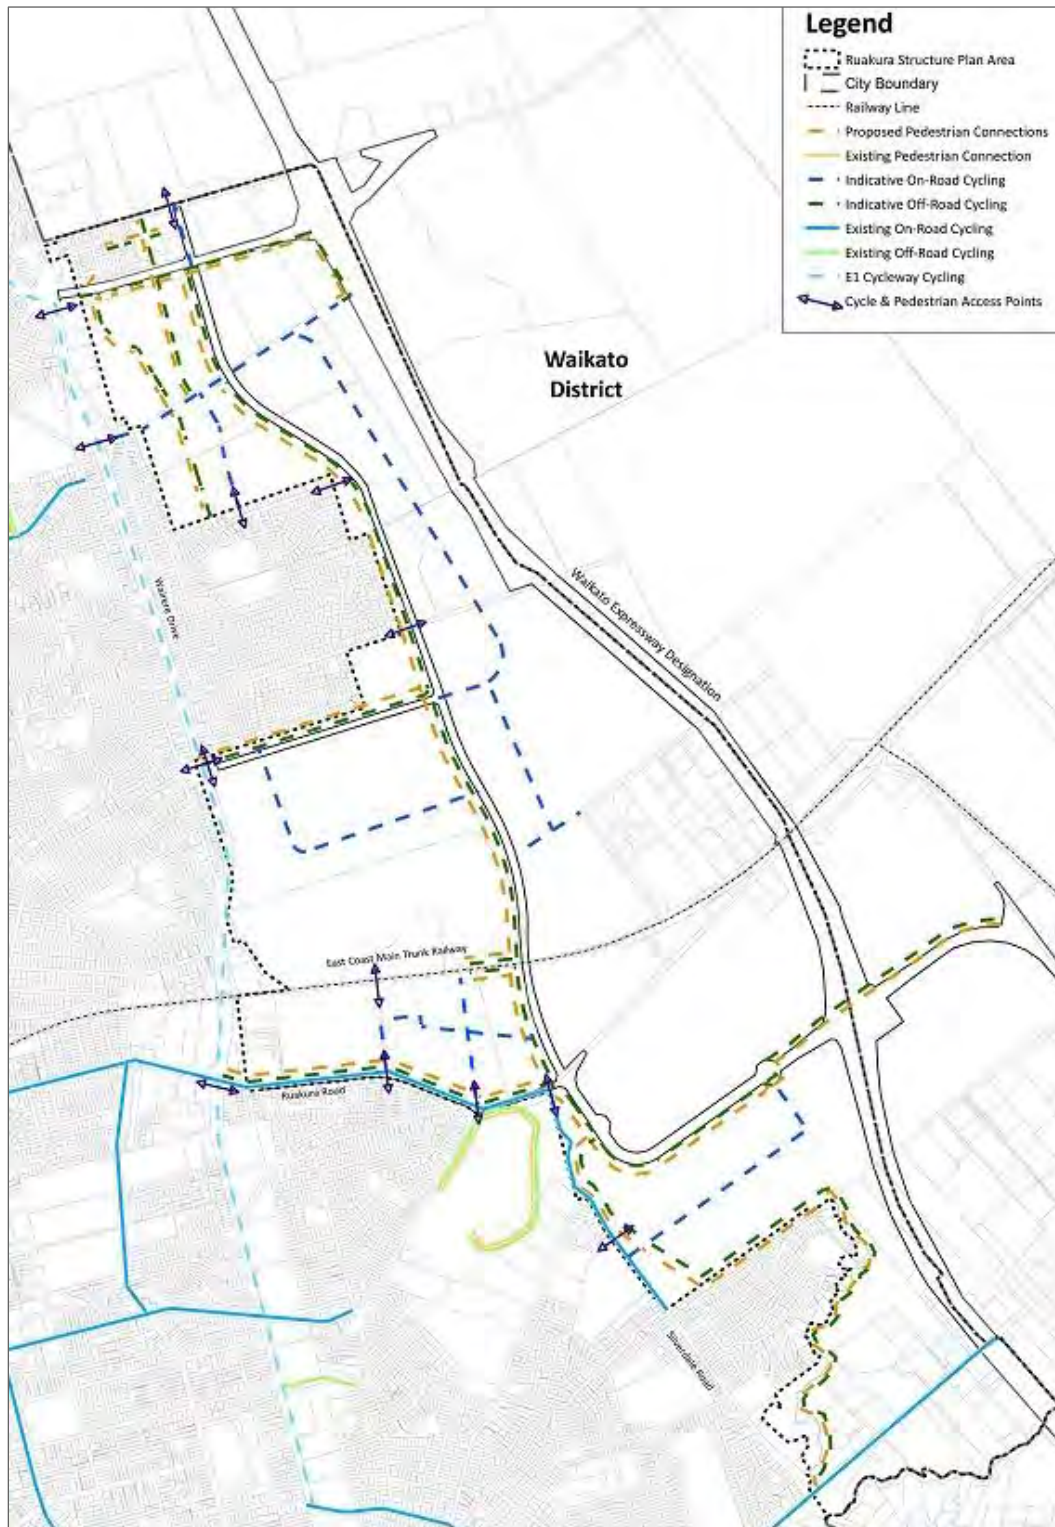 Legend
Ruakura Structure Plan Area
City Boundary
Railway Line
Proposed Pedestrian Connections
Existing Pedestrian Connection
Indicative On-Road Cycling
Indicative Off-Road Cycling
Existing On-Road Cycling
Existing Off-Road Cycling
E1 Cycleway Cycling
Cycle & Pedestrian Access Points
Waikato
District
Waikato Expressway Designation
Wairere Drive
East Coast Main Trunk Railway
Ruakura Road
Silverdale Road